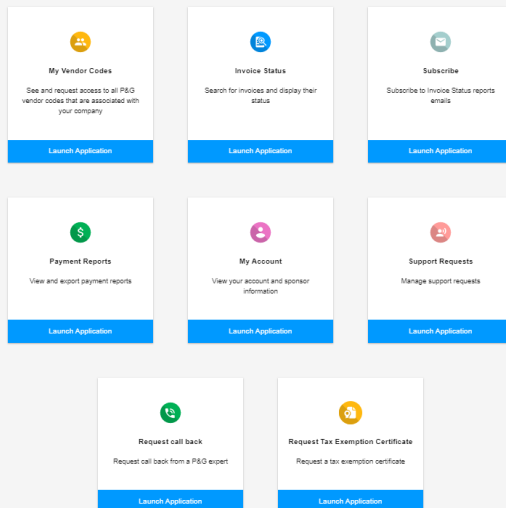 My Vendor Codes
See and request access to all P&G
vendor codes that are associated with
your company
Launch Application
Invoice Status
Search for invoices and display their
status
Launch Application
Subscribe
Subscribe to Invoice Status reports
emails
Launch Application
Payment Reports
View and export payment reports
Launch Application
My Account
View your account and sponsor
information
Launch Application
Support Requests
Manage support requests
Launch Application
Request call back
Request call back from a P&G expert
Launch Application
Request Tax Exemption Certificate
Request a tax exemption certificate
Launch Application